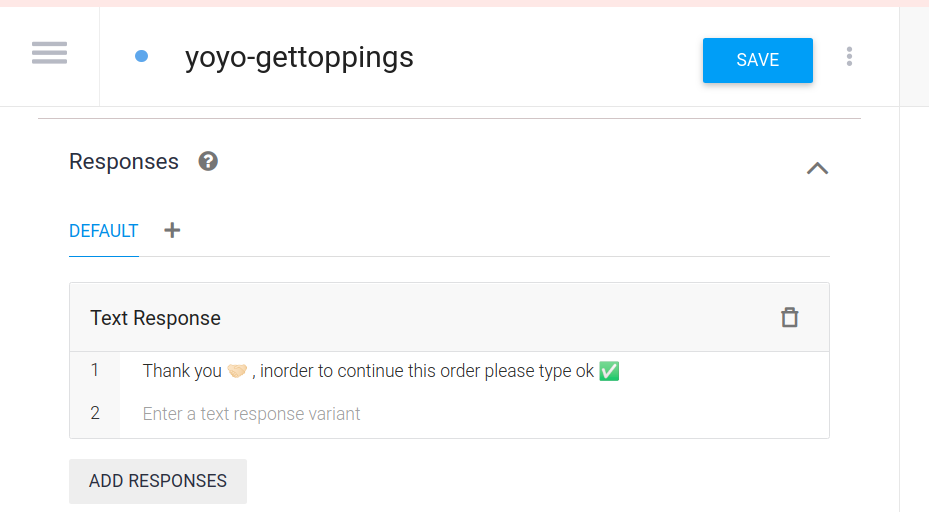 yoyo-gettoppings
SAVE
Responses ?
DEFAULT +
Text Response
1 Thank you 🤝🏻 , inorder to continue this order please type ok ✅
2 Enter a text response variant
ADD RESPONSES